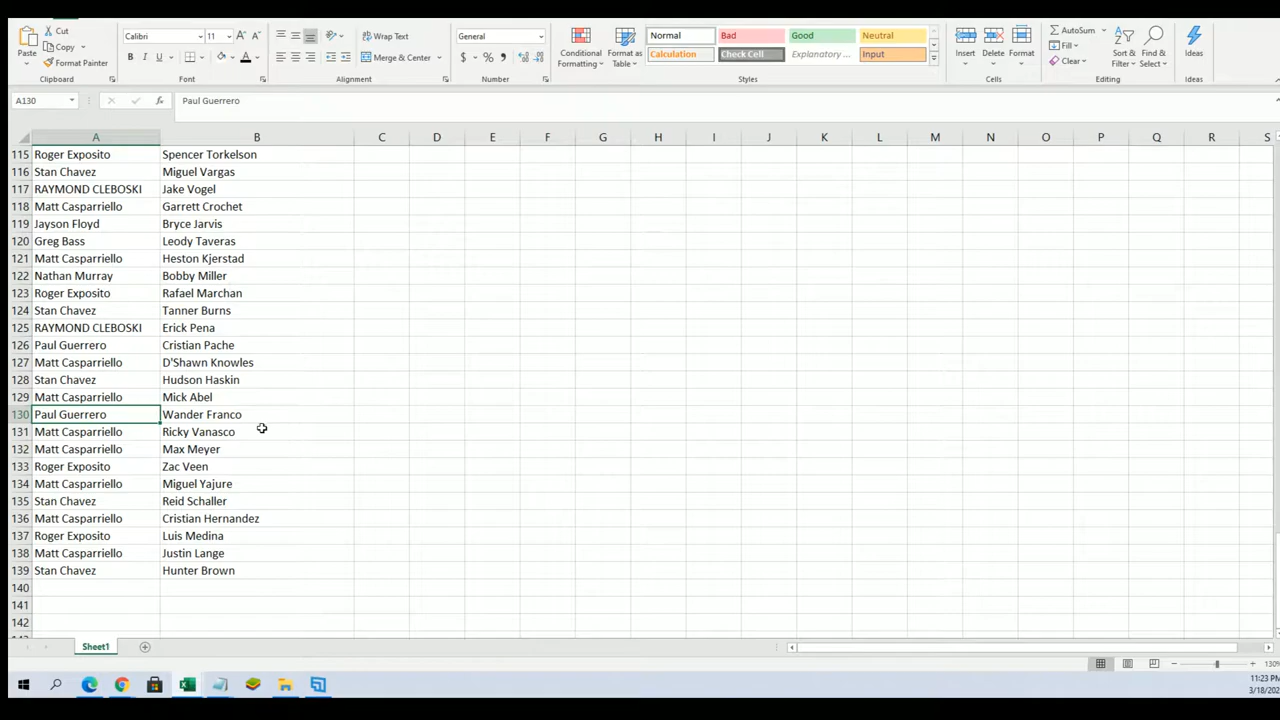 Cut
Copy
Format Painter
Paste
Clipboard
Calibri 11
Font
Wrap Text
Merge & Center
Alignment
General
Number
Conditional Formatting
Format as Table
Normal Bad Good Neutral
Calculation Check Cell Explanatory ... Input
Styles
Insert Delete Format
Cells
AutoSum
Fill
Clear
Sort & Filter
Find & Select
Editing
Ideas
Ideas
A130 fx Paul Guerrero
A B C D E F G H I J K L M N O P Q R S
115 Roger Exposito Spencer Torkelson
116 Stan Chavez Miguel Vargas
117 RAYMOND CLEBOSKI Jake Vogel
118 Matt Casparriello Garrett Crochet
119 Jayson Floyd Bryce Jarvis
120 Greg Bass Leody Taveras
121 Matt Casparriello Heston Kjerstad
122 Nathan Murray Bobby Miller
123 Roger Exposito Rafael Marchan
124 Stan Chavez Tanner Burns
125 RAYMOND CLEBOSKI Erick Pena
126 Paul Guerrero Cristian Pache
127 Matt Casparriello D'Shawn Knowles
128 Stan Chavez Hudson Haskin
129 Matt Casparriello Mick Abel
130 Paul Guerrero Wander Franco
131 Matt Casparriello Ricky Vanasco
132 Matt Casparriello Max Meyer
133 Roger Exposito Zac Veen
134 Matt Casparriello Miguel Yajure
135 Stan Chavez Reid Schaller
136 Matt Casparriello Cristian Hernandez
137 Roger Exposito Luis Medina
138 Matt Casparriello Justin Lange
139 Stan Chavez Hunter Brown
140
141
142
Sheet1
130%
11:23 PM
3/18/202